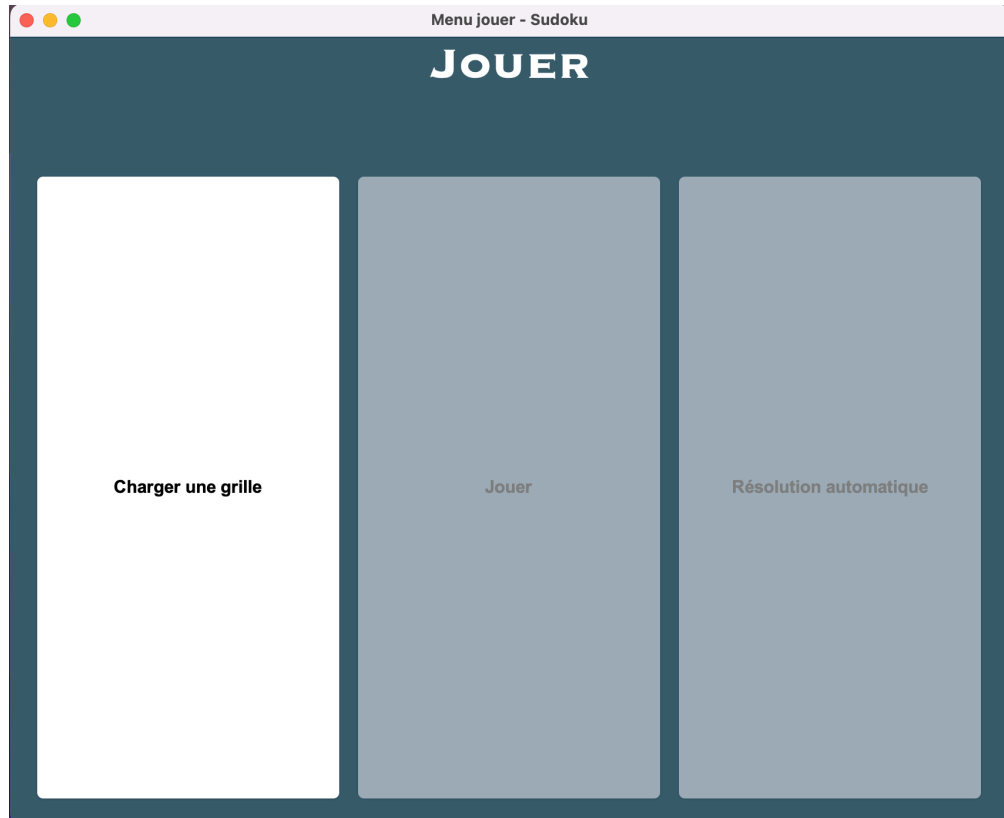 Menu jouer - Sudoku
Jouer
Charger une grille
Jouer
Résolution automatique